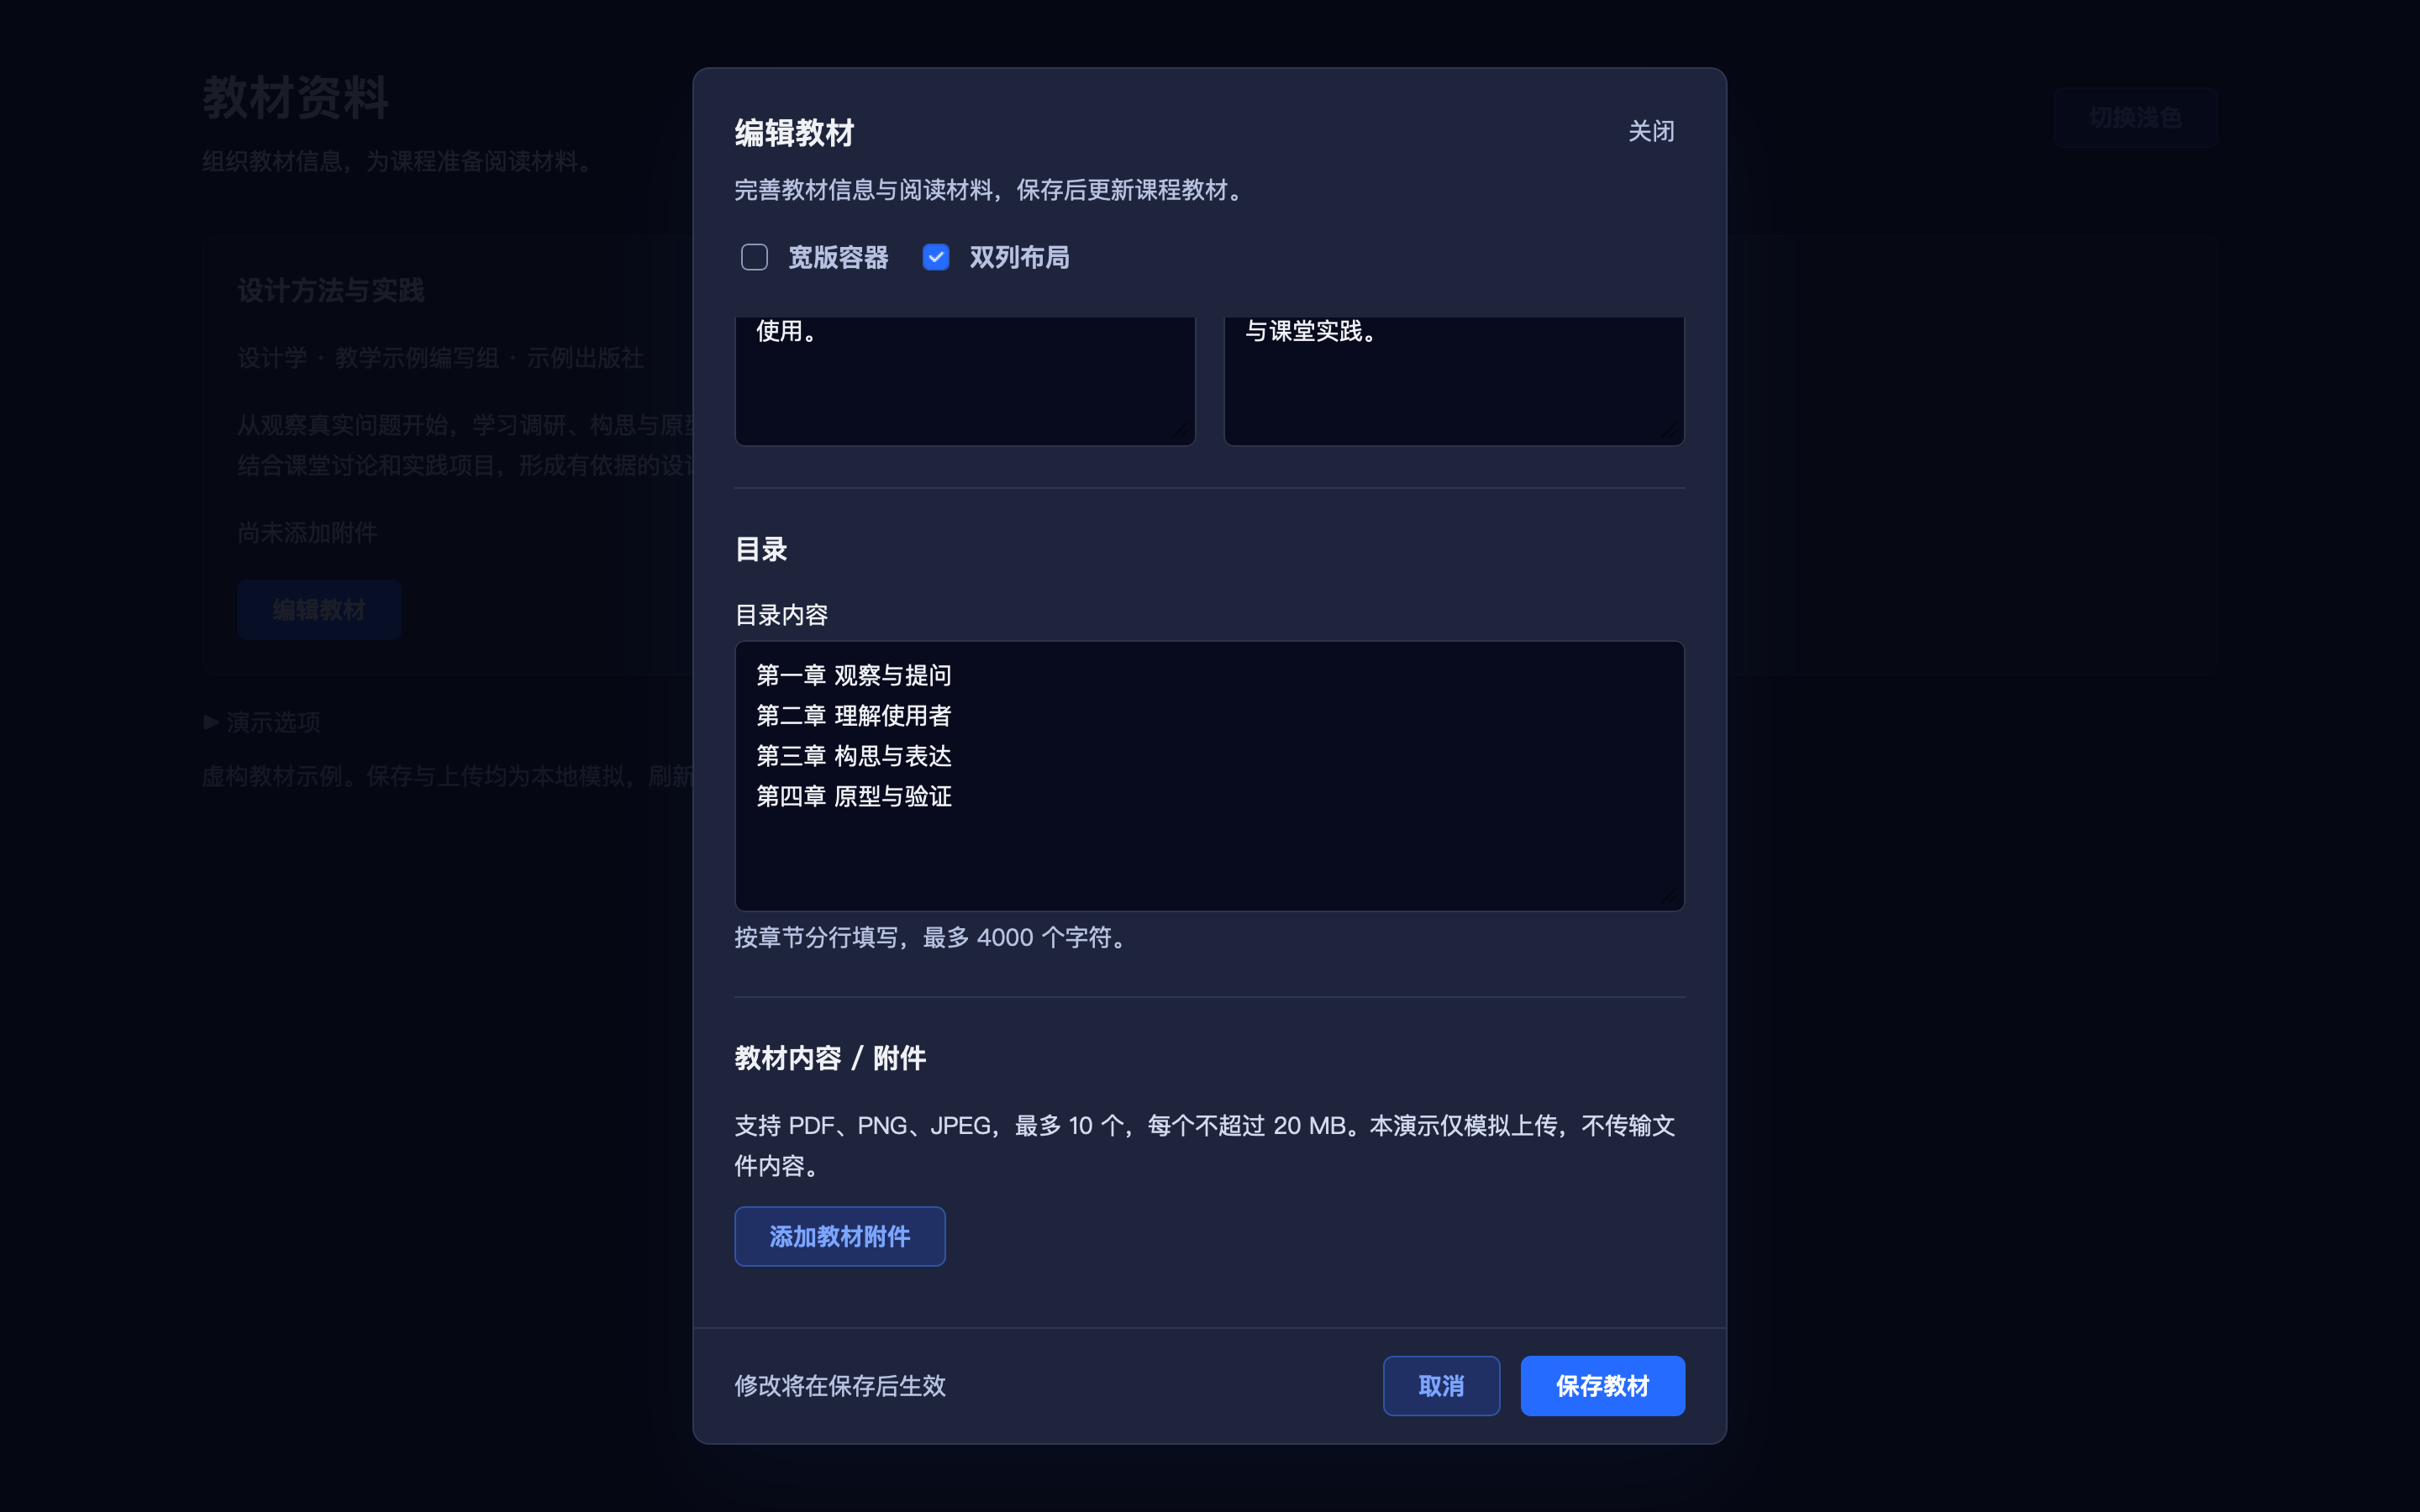 教材资料
切换浅色
组织教材信息，为课程准备阅读材料。
设计方法与实践
设计学 · 教学示例编写组 · 示例出版社
从观察真实问题开始，学习调研、构思与原型
结合课堂讨论和实践项目，形成有依据的设计
尚未添加附件
编辑教材
▶ 演示选项
虚构教材示例。保存与上传均为本地模拟，刷新
编辑教材
关闭
完善教材信息与阅读材料，保存后更新课程教材。
宽版容器 双列布局
使用。
与课堂实践。
目录
目录内容
第一章 观察与提问
第二章 理解使用者
第三章 构思与表达
第四章 原型与验证
按章节分行填写，最多 4000 个字符。
教材内容 / 附件
支持 PDF、PNG、JPEG，最多 10 个，每个不超过 20 MB。本演示仅模拟上传，不传输文
件内容。
添加教材附件
修改将在保存后生效
取消
保存教材